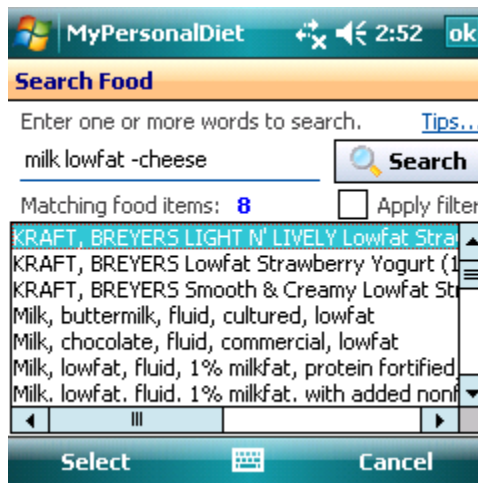 MyPersonalDiet 2:52 ok
Search Food
Enter one or more words to search. Tips...
milk lowfat -cheese Search
Matching food items: 8 Apply filter
KRAFT, BREYERS LIGHT N' LIVELY Lowfat Stra
KRAFT, BREYERS Lowfat Strawberry Yogurt (1
KRAFT, BREYERS Smooth & Creamy Lowfat Str
Milk, buttermilk, fluid, cultured, lowfat
Milk, chocolate, fluid, commercial, lowfat
Milk, lowfat, fluid, 1% milkfat, protein fortified,
Milk, lowfat, fluid, 1% milkfat, with added nonf
Select Cancel